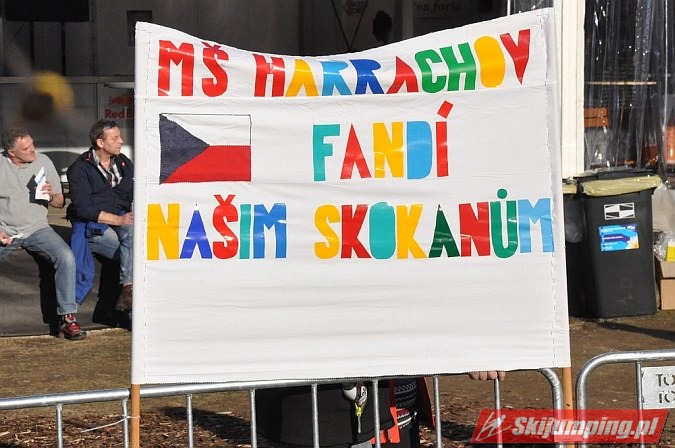 MŠ HARRACHOV
FANDÍ
NAŠIM SKOKANŮM
Skijumping.pl